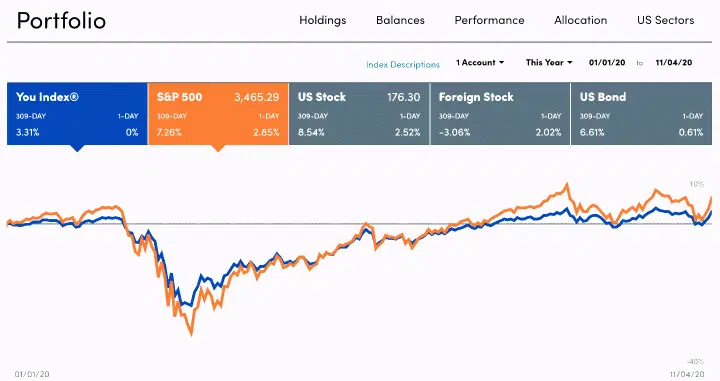 Portfolio Holdings Balances Performance Allocation US Sectors
Index Descriptions 1 Account This Year 01/01/20 to 11/04/20
You Index® S&P 500 3,465.29 US Stock 176.30 Foreign Stock US Bond
309-DAY 1-DAY 309-DAY 1-DAY 309-DAY 1-DAY 309-DAY 1-DAY 309-DAY 1-DAY
3.31% 0% 7.26% 2.85% 8.54% 2.52% -3.06% 2.02% 6.61% 0.61%
10%
-40%
01/01/20 11/04/20